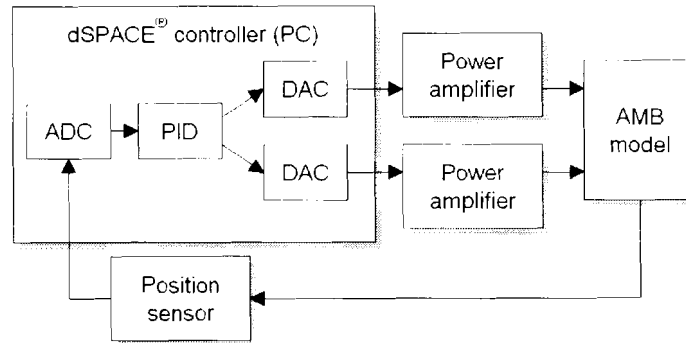 dSPACE® controller (PC)
ADC
PID
DAC
DAC
Power
amplifier
Power
amplifier
AMB
model
Position
sensor